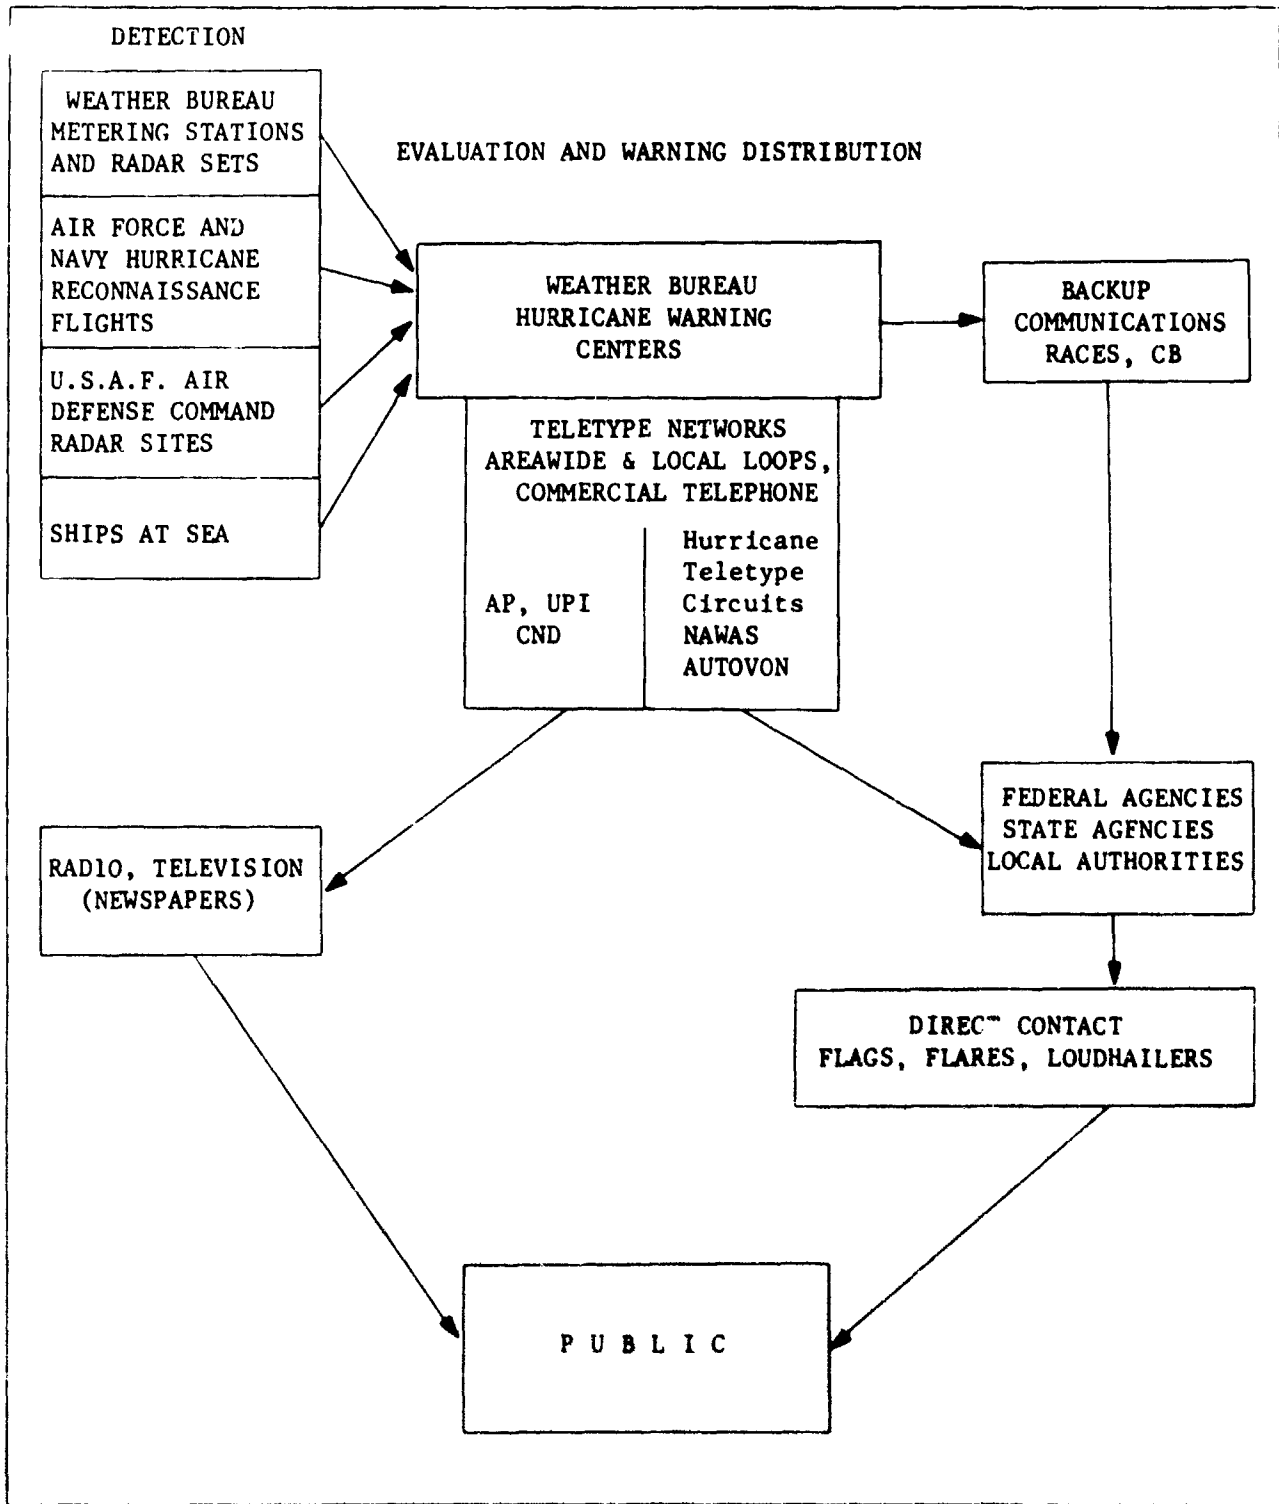 DETECTION
WEATHER BUREAU
METERING STATIONS
AND RADAR SETS
AIR FORCE AND
NAVY HURRICANE
RECONNAISSANCE
FLIGHTS
U.S.A.F. AIR
DEFENSE COMMAND
RADAR SITES
SHIPS AT SEA
EVALUATION AND WARNING DISTRIBUTION
WEATHER BUREAU
HURRICANE WARNING
CENTERS
TELETYPE NETWORKS
AREAWIDE & LOCAL LOOPS,
COMMERCIAL TELEPHONE
AP, UPI
CND
Hurricane
Teletype
Circuits
NAWAS
AUTOVON
BACKUP
COMMUNICATIONS
RACES, CB
FEDERAL AGENCIES
STATE AGENCIES
LOCAL AUTHORITIES
RADIO, TELEVISION
(NEWSPAPERS)
DIRECT CONTACT
FLAGS, FLARES, LOUDHAILERS
P U B L I C